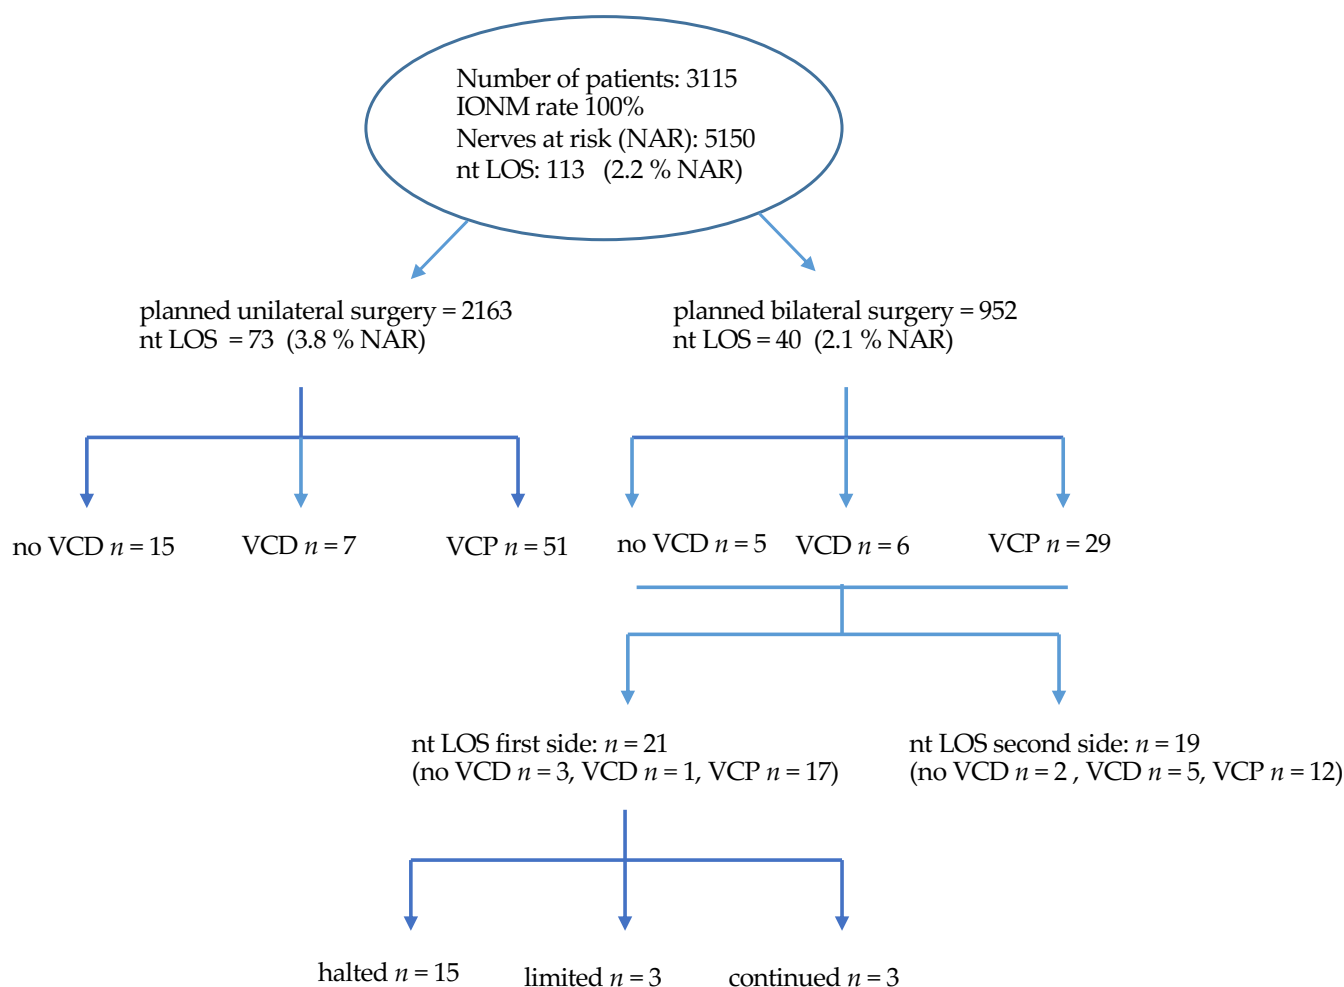 Number of patients: 3115
IONM rate 100%
Nerves at risk (NAR): 5150
nt LOS: 113 (2.2 % NAR)
planned unilateral surgery = 2163
nt LOS = 73 (3.8 % NAR)
planned bilateral surgery = 952
nt LOS = 40 (2.1 % NAR)
no VCD n = 15
VCD n = 7
VCP n = 51
no VCD n = 5
VCD n = 6
VCP n = 29
nt LOS first side: n = 21
(no VCD n = 3, VCD n = 1, VCP n = 17)
nt LOS second side: n = 19
(no VCD n = 2 , VCD n = 5, VCP n = 12)
halted n = 15
limited n = 3
continued n = 3